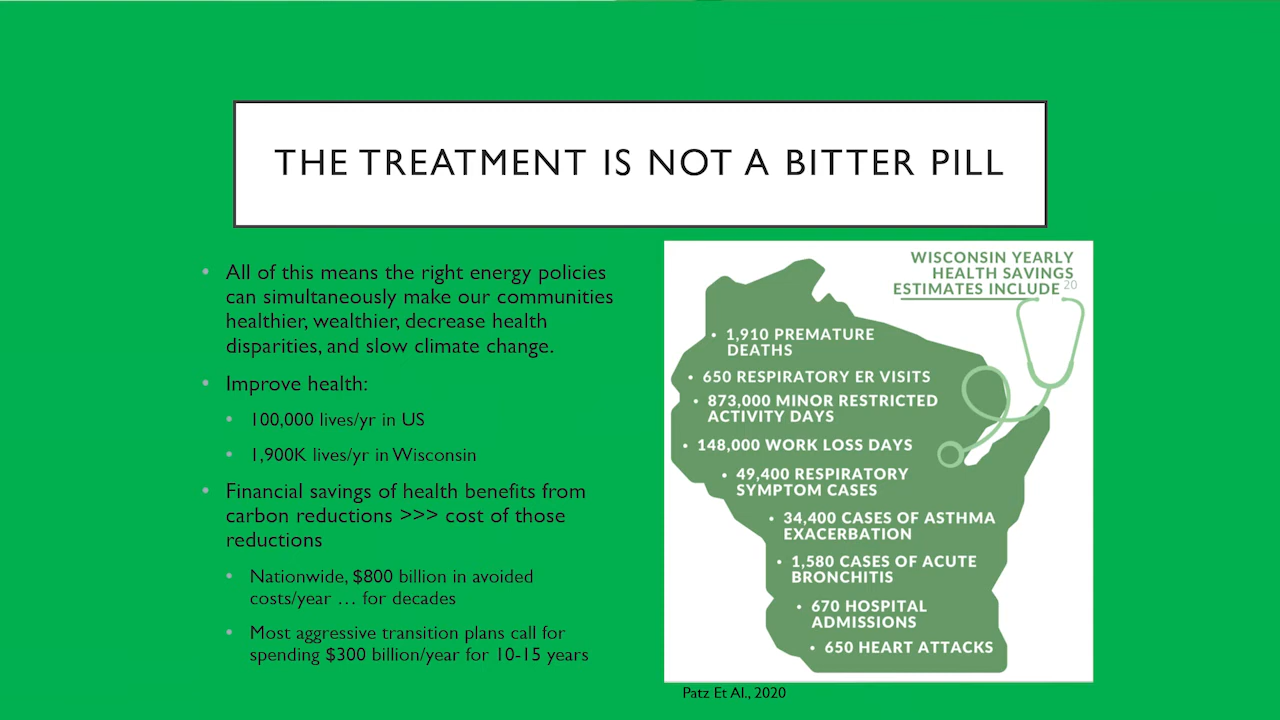 THE TREATMENT IS NOT A BITTER PILL
• All of this means the right energy policies
can simultaneously make our communities
healthier, wealthier, decrease health
disparities, and slow climate change.
• Improve health:
• 100,000 lives/yr in US
• 1,900K lives/yr in Wisconsin
• Financial savings of health benefits from
carbon reductions >>> cost of those
reductions
• Nationwide, $800 billion in avoided
costs/year … for decades
• Most aggressive transition plans call for
spending $300 billion/year for 10-15 years
WISCONSIN YEARLY
HEALTH SAVINGS
ESTIMATES INCLUDE 20
• 1,910 PREMATURE
DEATHS
• 650 RESPIRATORY ER VISITS
• 873,000 MINOR RESTRICTED
ACTIVITY DAYS
• 148,000 WORK LOSS DAYS
• 49,400 RESPIRATORY
SYMPTOM CASES
• 34,400 CASES OF ASTHMA
EXACERBATION
• 1,580 CASES OF ACUTE
BRONCHITIS
• 670 HOSPITAL
ADMISSIONS
• 650 HEART ATTACKS
Patz Et Al., 2020